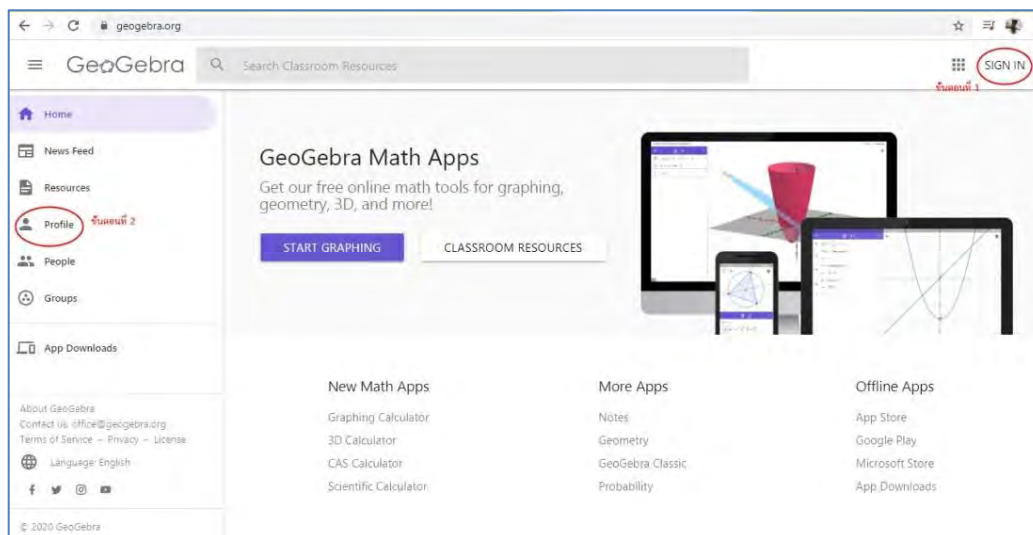 geogebra.org
GeoGebra
Search Classroom Resources
SIGN IN
ขั้นตอนที่ 1
Home
News Feed
Resources
Profile
ขั้นตอนที่ 2
People
Groups
App Downloads
About GeoGebra
Contact us: office@geogebra.org
Terms of Service – Privacy – License
Language: English
© 2020 GeoGebra
GeoGebra Math Apps
Get our free online math tools for graphing,
geometry, 3D, and more!
START GRAPHING
CLASSROOM RESOURCES
New Math Apps
Graphing Calculator
3D Calculator
CAS Calculator
Scientific Calculator
More Apps
Notes
Geometry
GeoGebra Classic
Probability
Offline Apps
App Store
Google Play
Microsoft Store
App Downloads